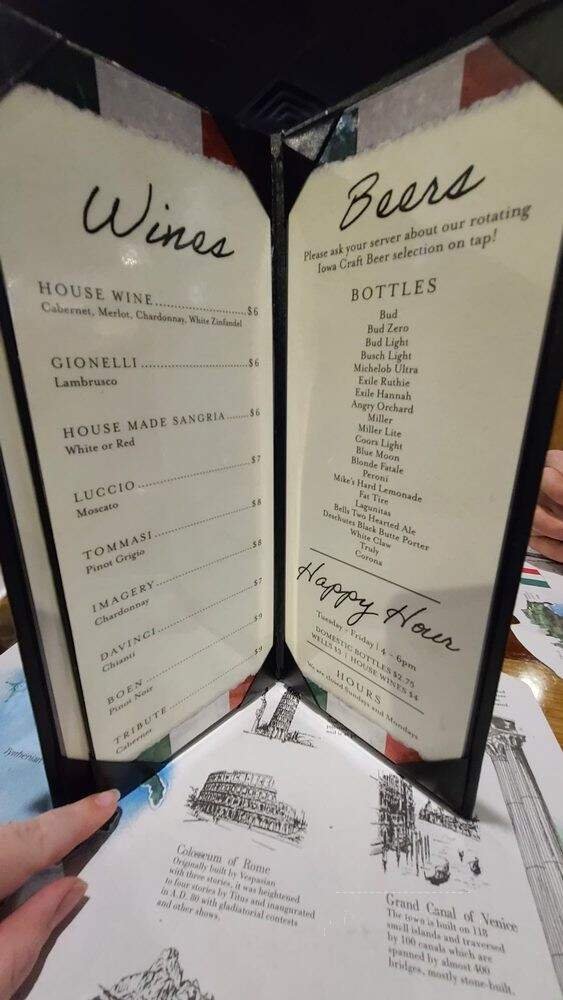 Wines
HOUSE WINE..............................$6
Cabernet, Merlot, Chardonnay, White Zinfandel
GIONELLI..............................$6
Lambrusco
HOUSE MADE SANGRIA........$6
White or Red
LUCCIO..............................$7
Moscato
TOMMASI..............................$8
Pinot Grigio
IMAGERY..............................$8
Chardonnay
DAVINCI..............................$7
Chianti
BOEN..............................$9
Pinot Noir
TRIBUTE..............................$9
Cabernet
Beers
Please ask your server about our rotating
Iowa Craft Beer selection on tap!
BOTTLES
Bud
Bud Zero
Bud Light
Busch Light
Michelob Ultra
Exile Ruthie
Exile Hannah
Angry Orchard
Miller
Miller Lite
Coors Light
Blue Moon
Blonde Fatale
Peroni
Mike's Hard Lemonade
Fat Tire
Lagunitas
Bells Two Hearted Ale
Deschutes Black Butte Porter
White Claw
Truly
Corona
Happy Hour
Tuesday - Friday | 4 - 6pm
DOMESTIC BOTTLES $2.75
WELLS $3 | HOUSE WINES $4
HOURS
We are closed Sundays and Mondays
Colosseum of Rome
Originally built by Vespasian
with three stories, it was heightened
to four stories by Titus and inaugurated
in A.D. 80 with gladiatorial contests
and other shows.
Grand Canal of Venice
The town is built on 118
small islands and traversed
by 100 canals which are
spanned by almost 400
bridges, mostly stone-built.